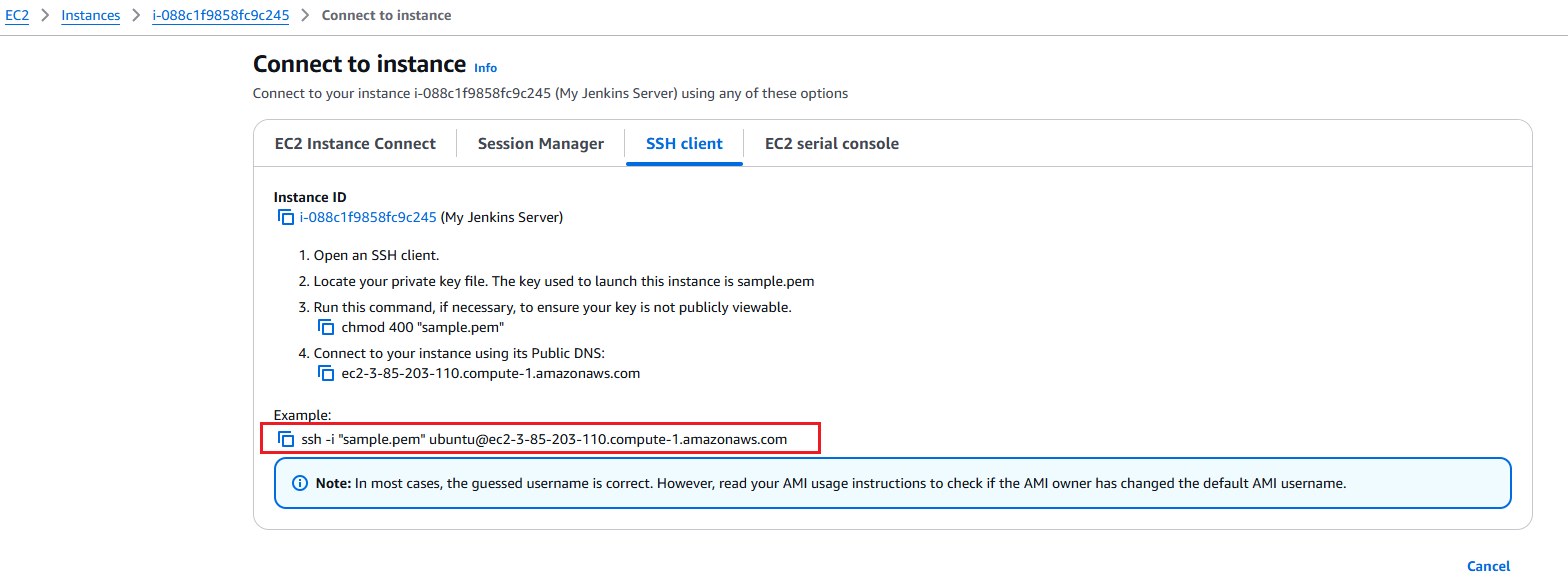 EC2 > Instances > i-088c1f9858fc9c245 > Connect to instance
Connect to instance Info
Connect to your instance i-088c1f9858fc9c245 (My Jenkins Server) using any of these options
EC2 Instance Connect Session Manager SSH client EC2 serial console
Instance ID
i-088c1f9858fc9c245 (My Jenkins Server)
1. Open an SSH client.
2. Locate your private key file. The key used to launch this instance is sample.pem
3. Run this command, if necessary, to ensure your key is not publicly viewable.
chmod 400 "sample.pem"
4. Connect to your instance using its Public DNS:
ec2-3-85-203-110.compute-1.amazonaws.com
Example:
ssh -i "sample.pem" ubuntu@ec2-3-85-203-110.compute-1.amazonaws.com
Note: In most cases, the guessed username is correct. However, read your AMI usage instructions to check if the AMI owner has changed the default AMI username.
Cancel